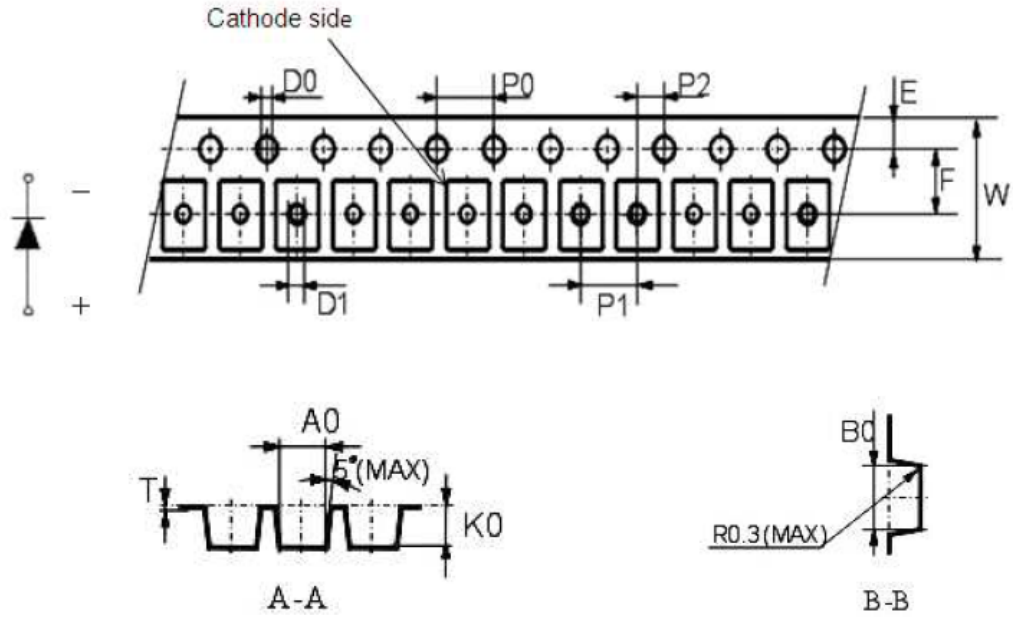 Cathode side
D0
P0
P2
E
−
F
W
+
D1
P1
A0
5°(MAX)
T
K0
A-A
B0
R0.3(MAX)
B-B